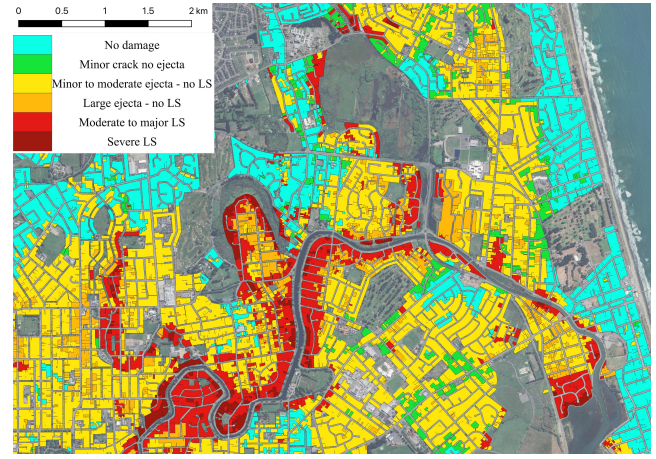 0 0.5 1 1.5 2 km
No damage
Minor crack no ejecta
Minor to moderate ejecta - no LS
Large ejecta - no LS
Moderate to major LS
Severe LS